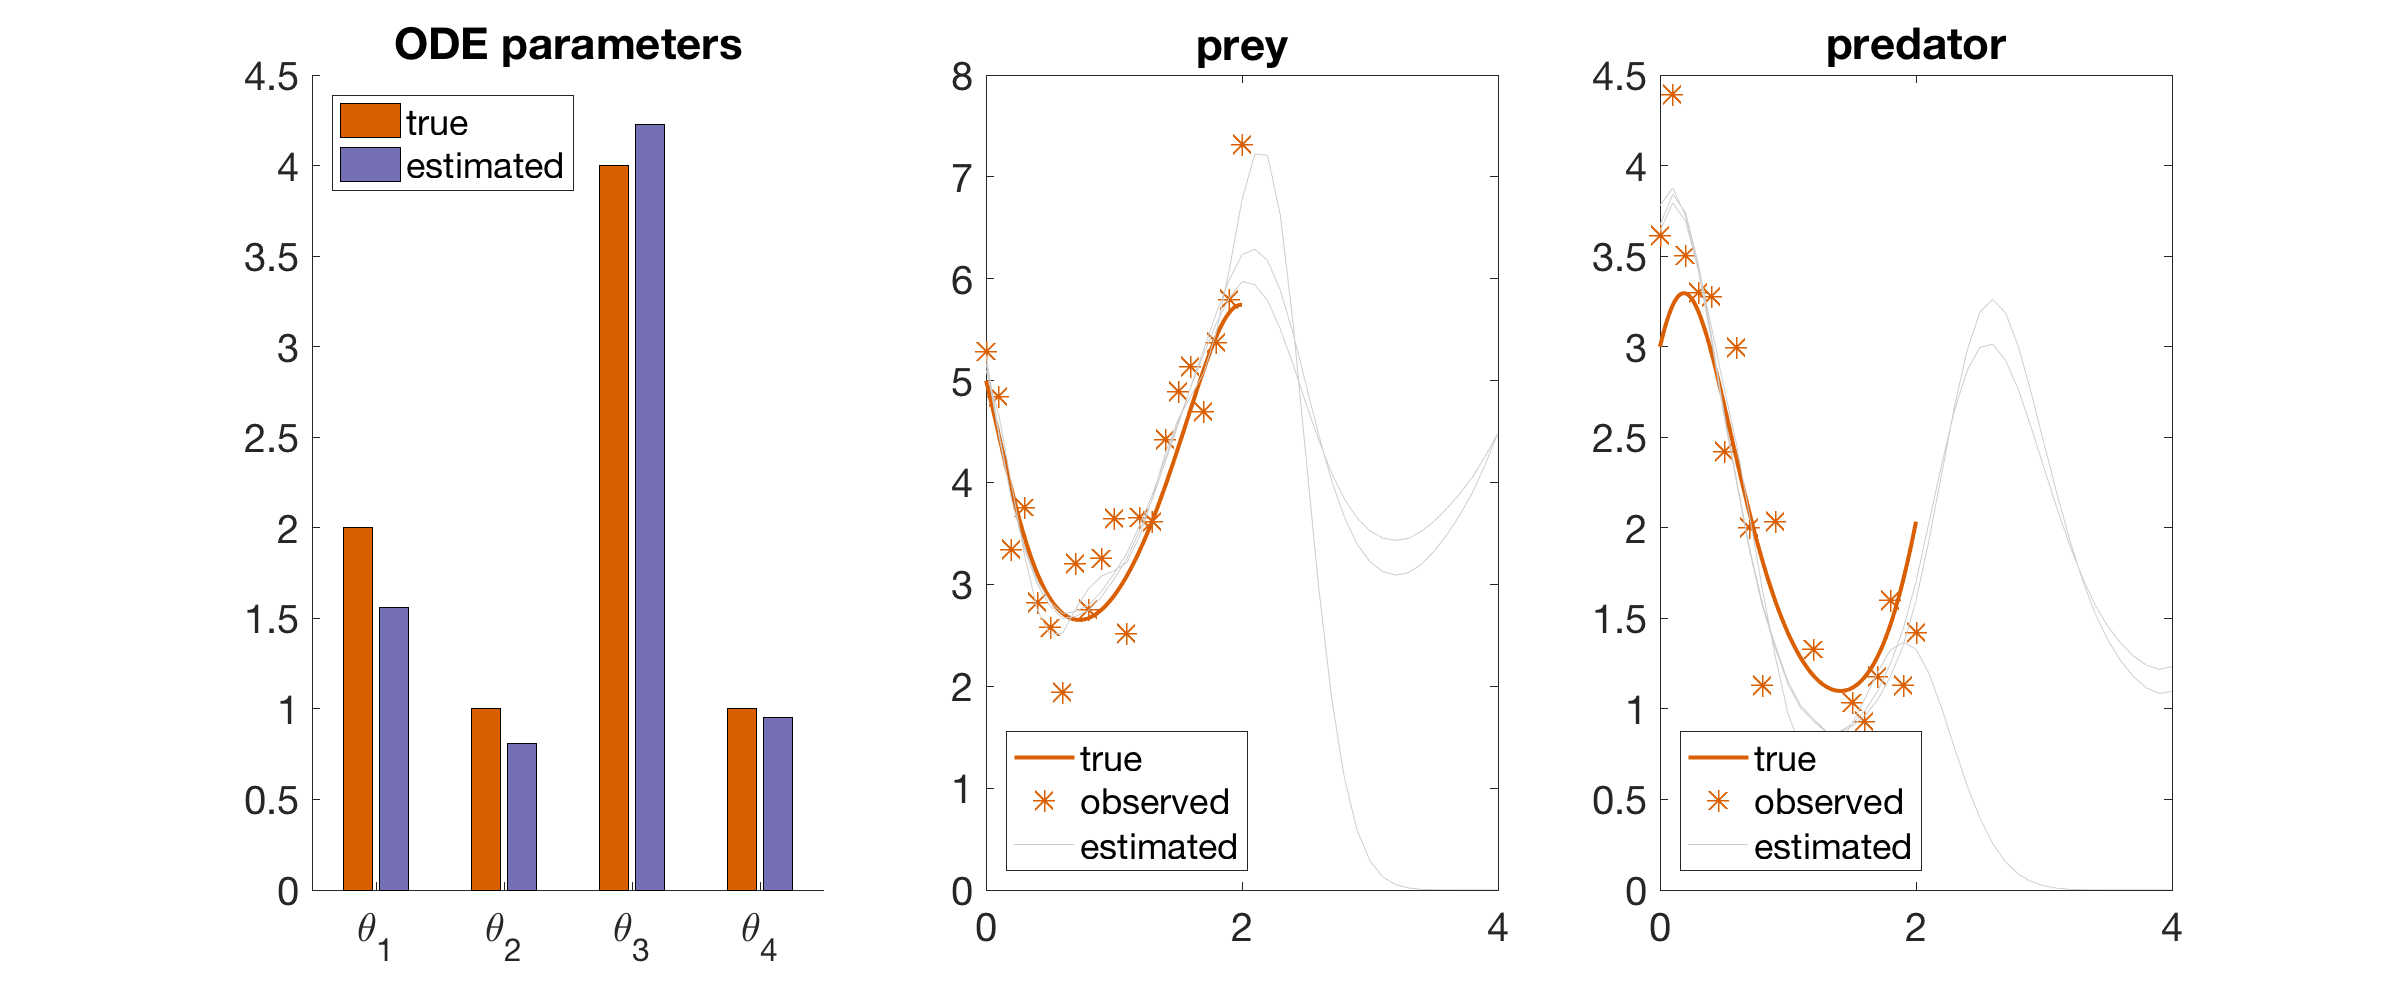 ODE parameters
4.5
4
3.5
3
2.5
2
1.5
1
0.5
0
true
estimated
θ1
θ2
θ3
θ4
prey
8
7
6
5
4
3
2
1
0
true
observed
estimated
0 2 4
predator
4.5
4
3.5
3
2.5
2
1.5
1
0.5
0
true
observed
estimated
0 2 4